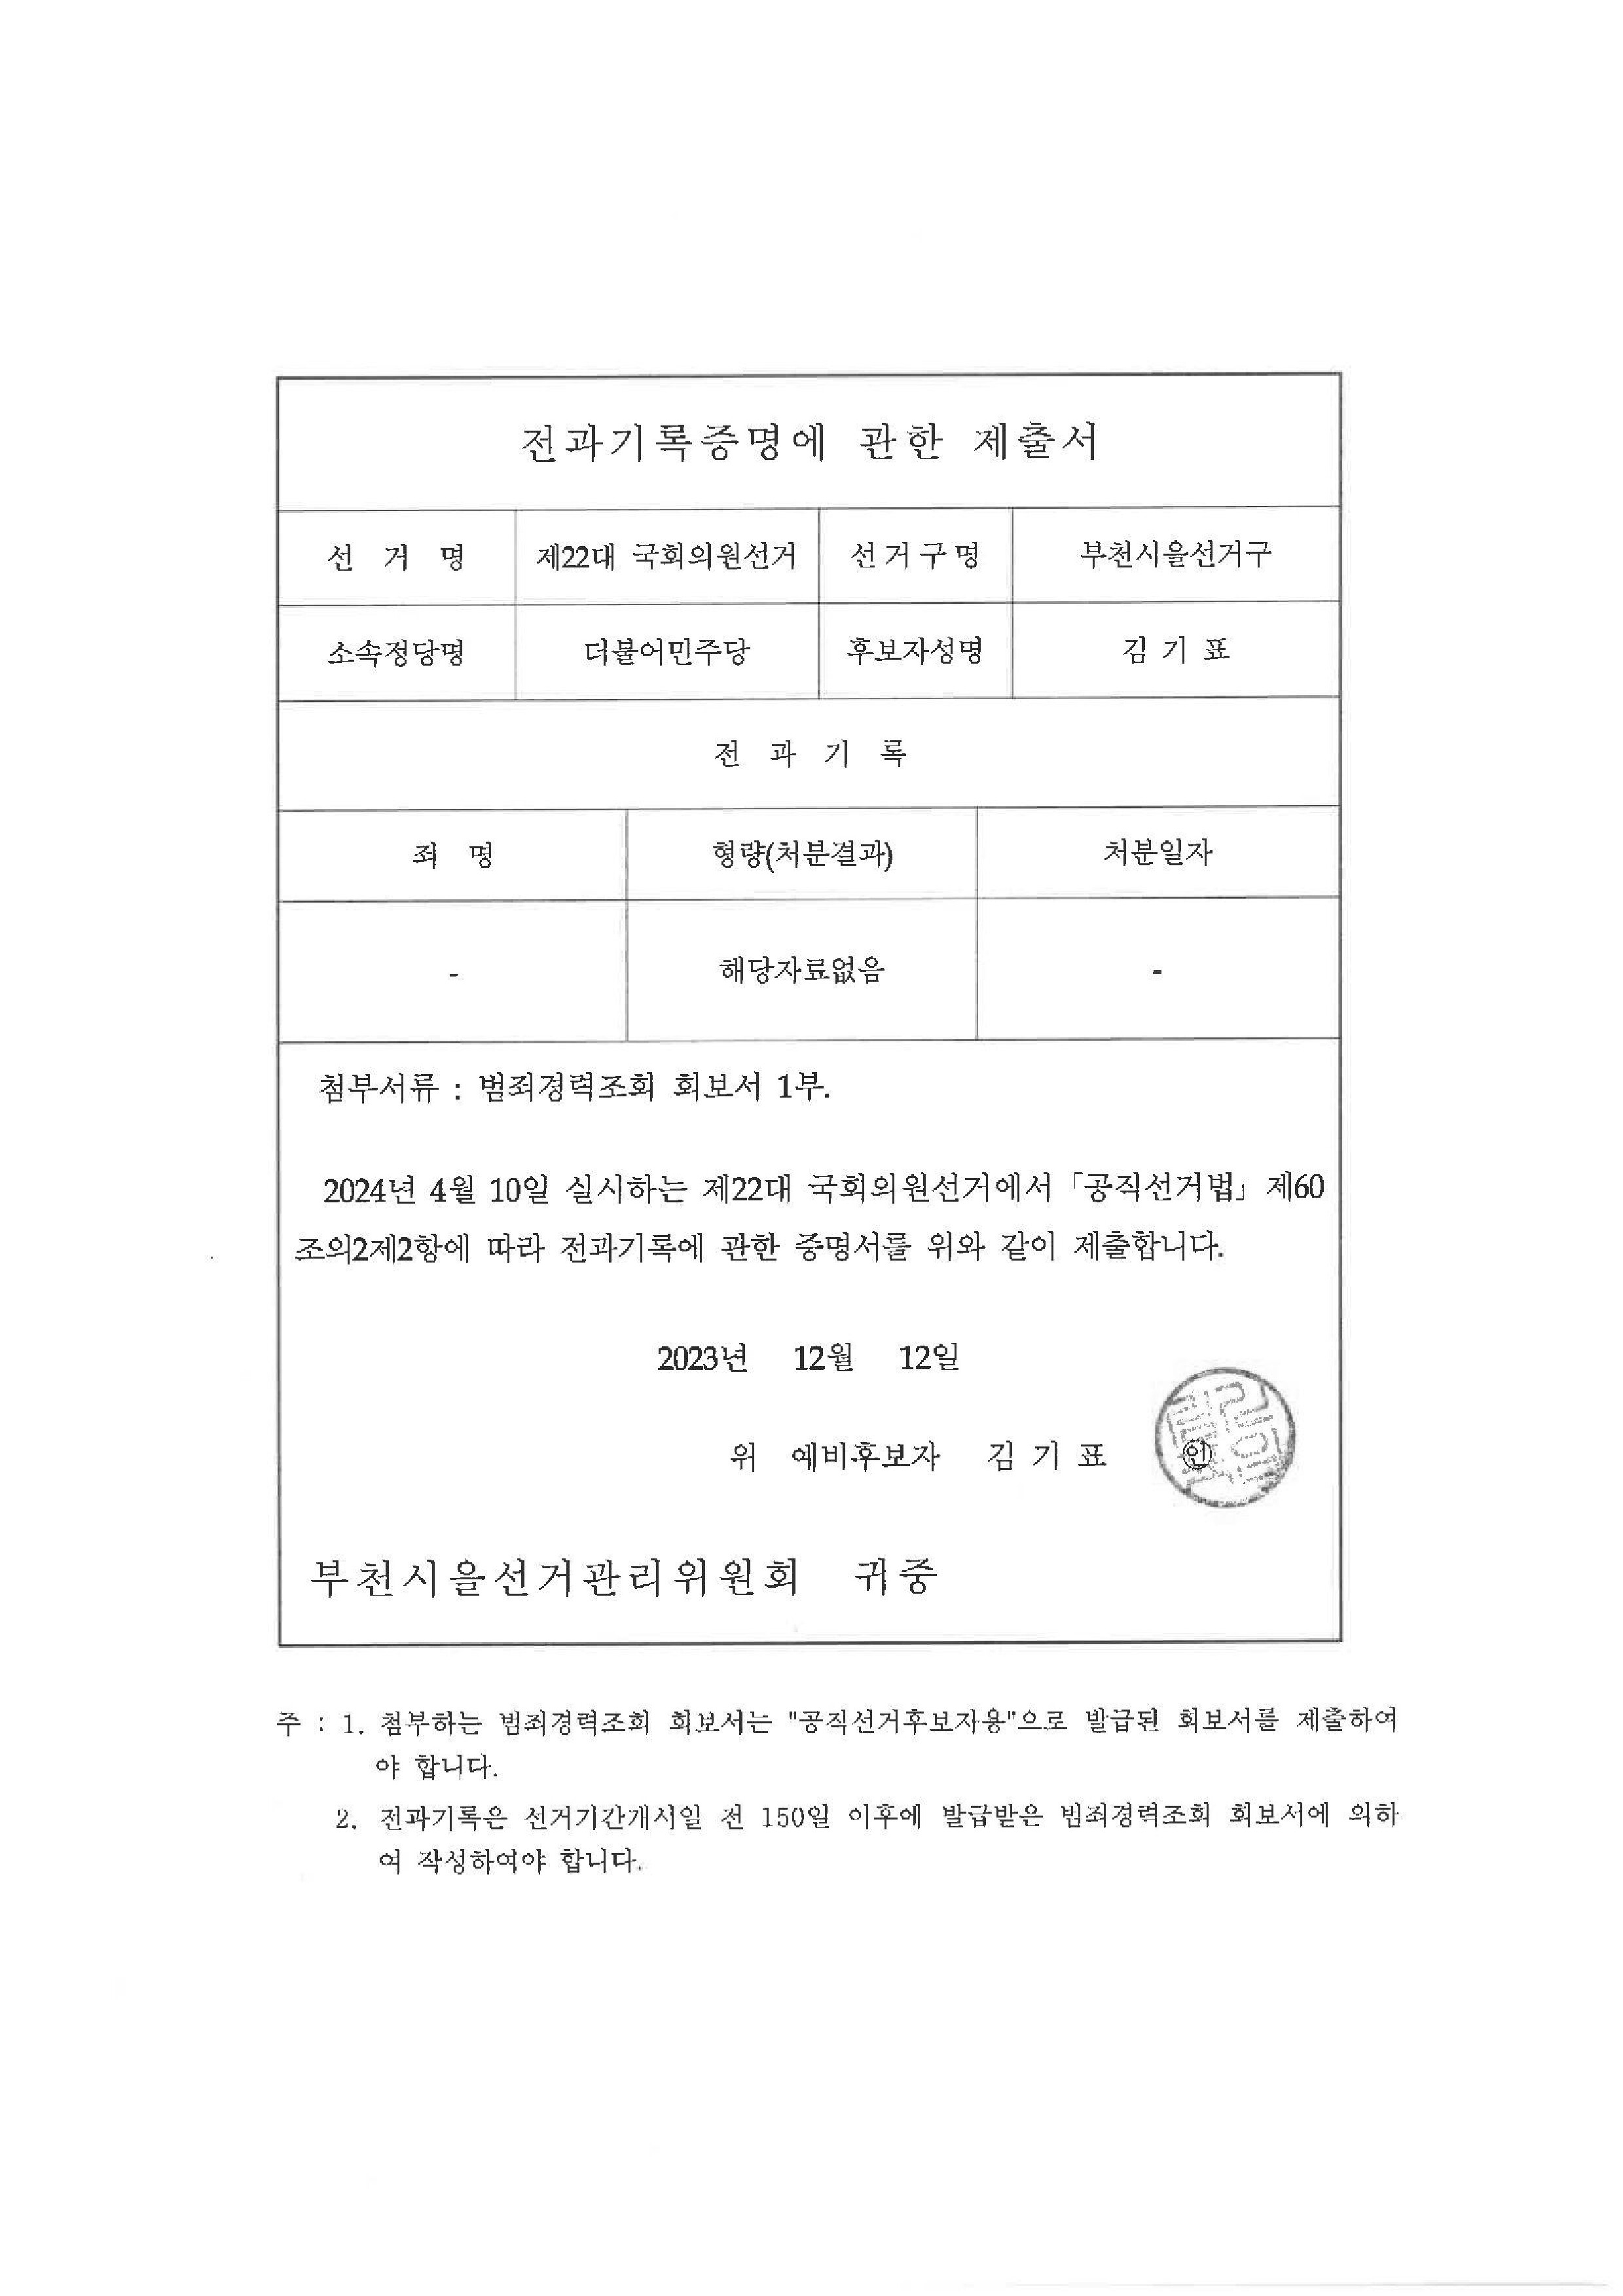 전과기록증명에 관한 제출서
선 거 명 제22대 국회의원선거 선거구명 부천시을선거구
소속정당명 더불어민주당 후보자성명 김 기 표
전 과 기 록
죄 명 형량(처분결과) 처분일자
- 해당자료없음 -
첨부서류 : 범죄경력조회 회보서 1부.
2024년 4월 10일 실시하는 제22대 국회의원선거에서 「공직선거법」 제60
조의2제2항에 따라 전과기록에 관한 증명서를 위와 같이 제출합니다.
2023년 12월 12일
위 예비후보자 김 기 표 ㊞
부천시을선거관리위원회 귀중
주 : 1. 첨부하는 범죄경력조회 회보서는 "공직선거후보자용"으로 발급된 회보서를 제출하여
야 합니다.
2. 전과기록은 선거기간개시일 전 150일 이후에 발급받은 범죄경력조회 회보서에 의하
여 작성하여야 합니다.